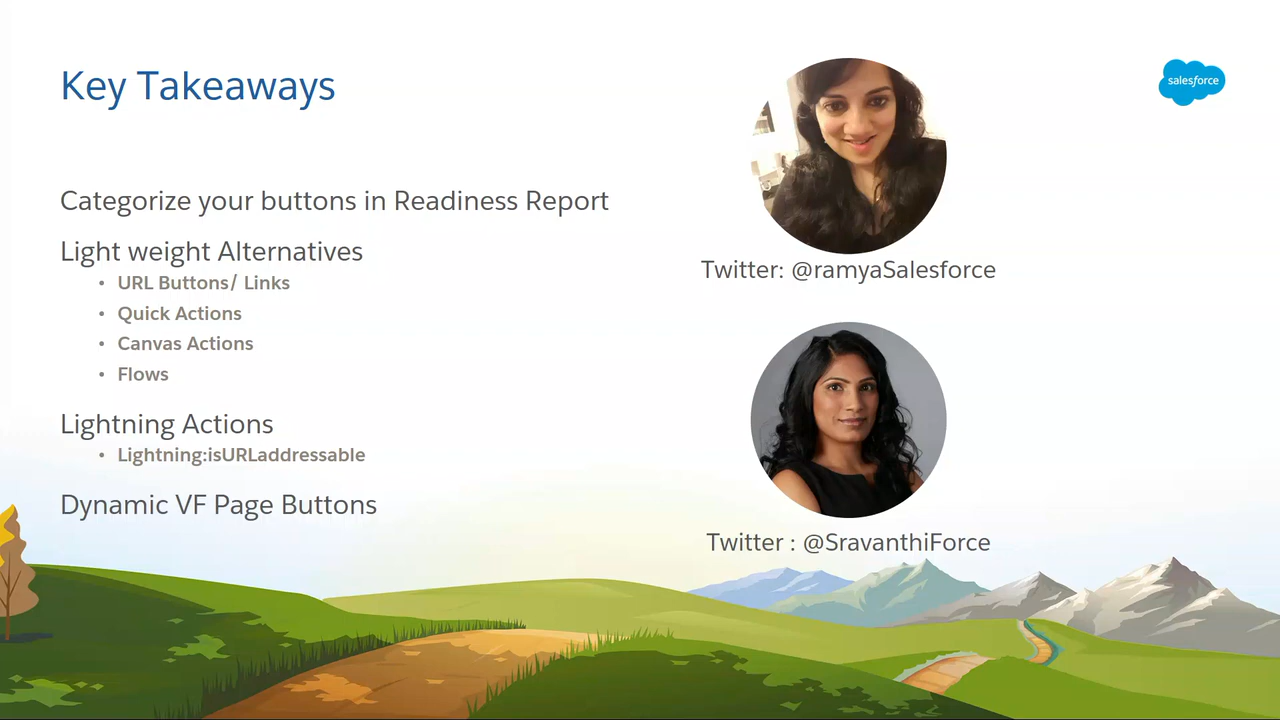 Key Takeaways
salesforce
Categorize your buttons in Readiness Report
Light weight Alternatives
• URL Buttons/ Links
• Quick Actions
• Canvas Actions
• Flows
Lightning Actions
• Lightning:isURLaddressable
Dynamic VF Page Buttons
Twitter: @ramyaSalesforce
Twitter : @SravanthiForce